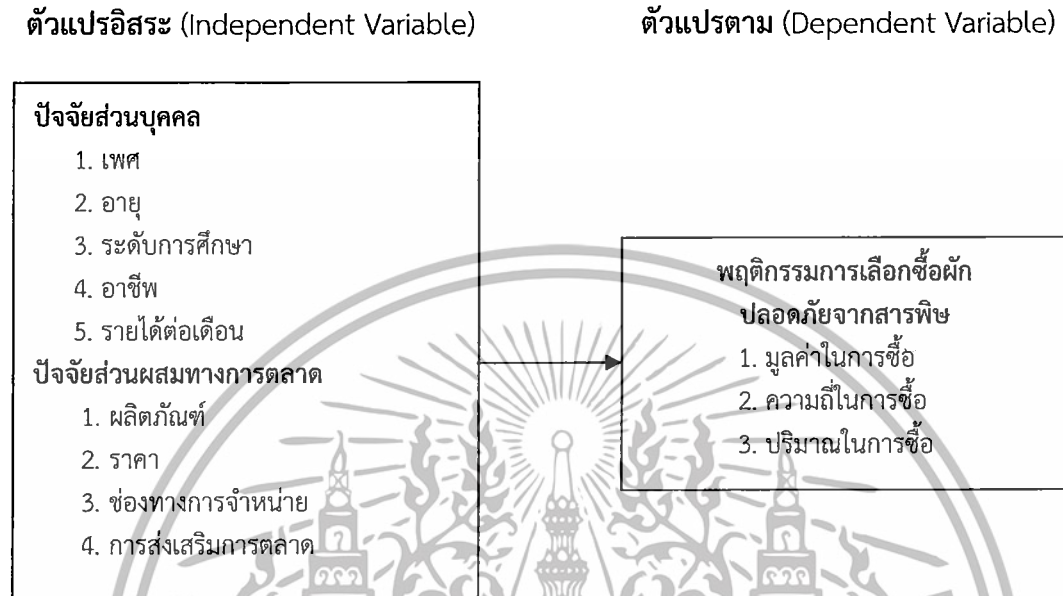 ตัวแปรอิสระ (Independent Variable)
ตัวแปรตาม (Dependent Variable)
ปัจจัยส่วนบุคคล
1. เพศ
2. อายุ
3. ระดับการศึกษา
4. อาชีพ
5. รายได้ต่อเดือน
ปัจจัยส่วนผสมทางการตลาด
1. ผลิตภัณฑ์
2. ราคา
3. ช่องทางการจำหน่าย
4. การส่งเสริมการตลาด
พฤติกรรมการเลือกซื้อผัก
ปลอดภัยจากสารพิษ
1. มูลค่าในการซื้อ
2. ความถี่ในการซื้อ
3. ปริมาณในการซื้อ